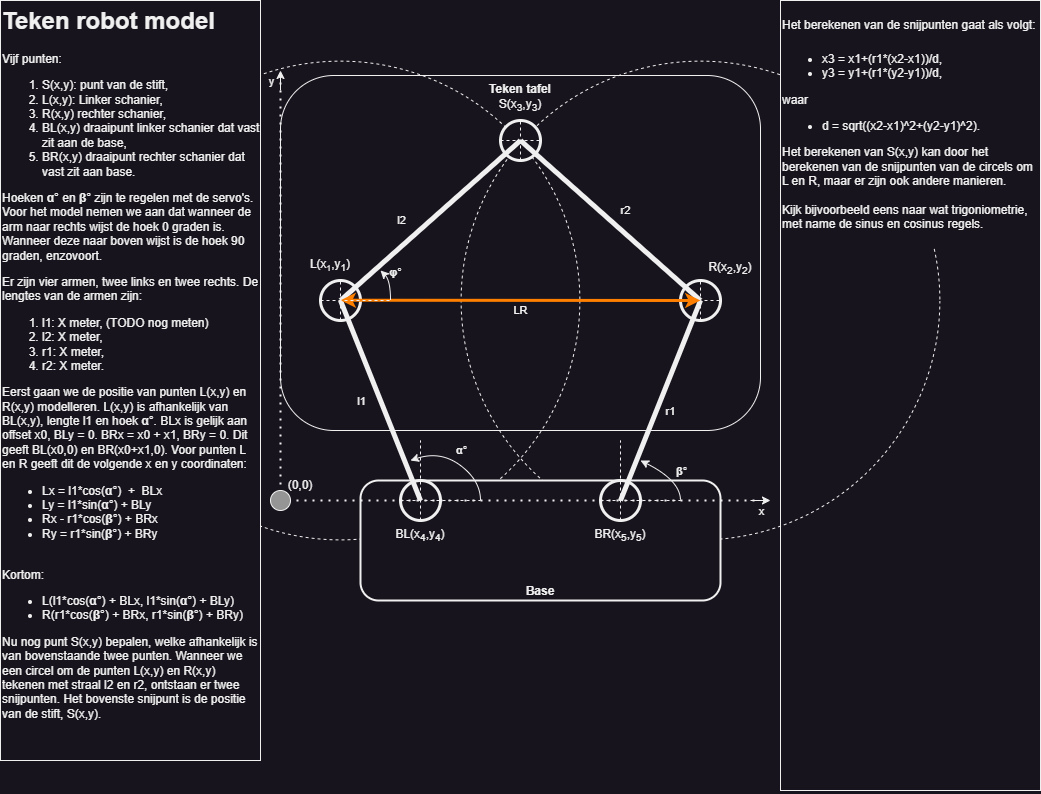 Teken robot model
Vijf punten:
1. S(x,y): punt van de stift,
2. L(x,y): Linker schanier,
3. R(x,y) rechter schanier,
4. BL(x,y) draaipunt linker schanier dat vast
zit aan de base,
5. BR(x,y) draaipunt rechter schanier dat
vast zit aan base.
Hoeken α° en β° zijn te regelen met de servo's.
Voor het model nemen we aan dat wanneer de
arm naar rechts wijst de hoek 0 graden is.
Wanneer deze naar boven wijst is de hoek 90
graden, enzovoort.
Er zijn vier armen, twee links en twee rechts. De
lengtes van de armen zijn:
1. l1: X meter, (TODO nog meten)
2. l2: X meter,
3. r1: X meter,
4. r2: X meter.
Eerst gaan we de positie van punten L(x,y) en
R(x,y) modelleren. L(x,y) is afhankelijk van
BL(x,y), lengte l1 en hoek α°. BLx is gelijk aan
offset x0, BLy = 0. BRx = x0 + x1, BRy = 0. Dit
geeft BL(x0,0) en BR(x0+x1,0). Voor punten L
en R geeft dit de volgende x en y coordinaten:
• Lx = l1*cos(α°) + BLx
• Ly = l1*sin(α°) + BLy
• Rx - r1*cos(β°) + BRx
• Ry = r1*sin(β°) + BRy
Kortom:
• L(l1*cos(α°) + BLx, l1*sin(α°) + BLy)
• R(r1*cos(β°) + BRx, r1*sin(β°) + BRy)
Nu nog punt S(x,y) bepalen, welke afhankelijk is
van bovenstaande twee punten. Wanneer we
een circel om de punten L(x,y) en R(x,y)
tekenen met straal l2 en r2, ontstaan er twee
snijpunten. Het bovenste snijpunt is de positie
van de stift, S(x,y).
y
Teken tafel
S(x₃,y₃)
l2
r2
L(x₁,y₁)
φ°
R(x₂,y₂)
LR
l1
r1
α°
β°
(0,0)
x
BL(x₄,y₄)
BR(x₅,y₅)
Base
Het berekenen van de snijpunten gaat als volgt:
• x3 = x1+(r1*(x2-x1))/d,
• y3 = y1+(r1*(y2-y1))/d,
waar
• d = sqrt((x2-x1)^2+(y2-y1)^2).
Het berekenen van S(x,y) kan door het
berekenen van de snijpunten van de circels om
L en R, maar er zijn ook andere manieren.
Kijk bijvoorbeeld eens naar wat trigoniometrie,
met name de sinus en cosinus regels.